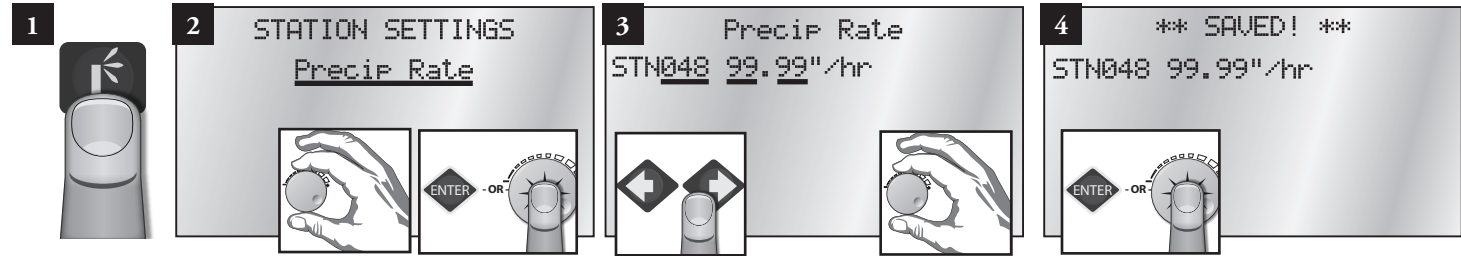 1
2
STATION SETTINGS
Precip Rate
ENTER
- OR -
3
Precip Rate
STN048 99.99"/hr
4
** SAVED! **
STN048 99.99"/hr
ENTER
- OR -